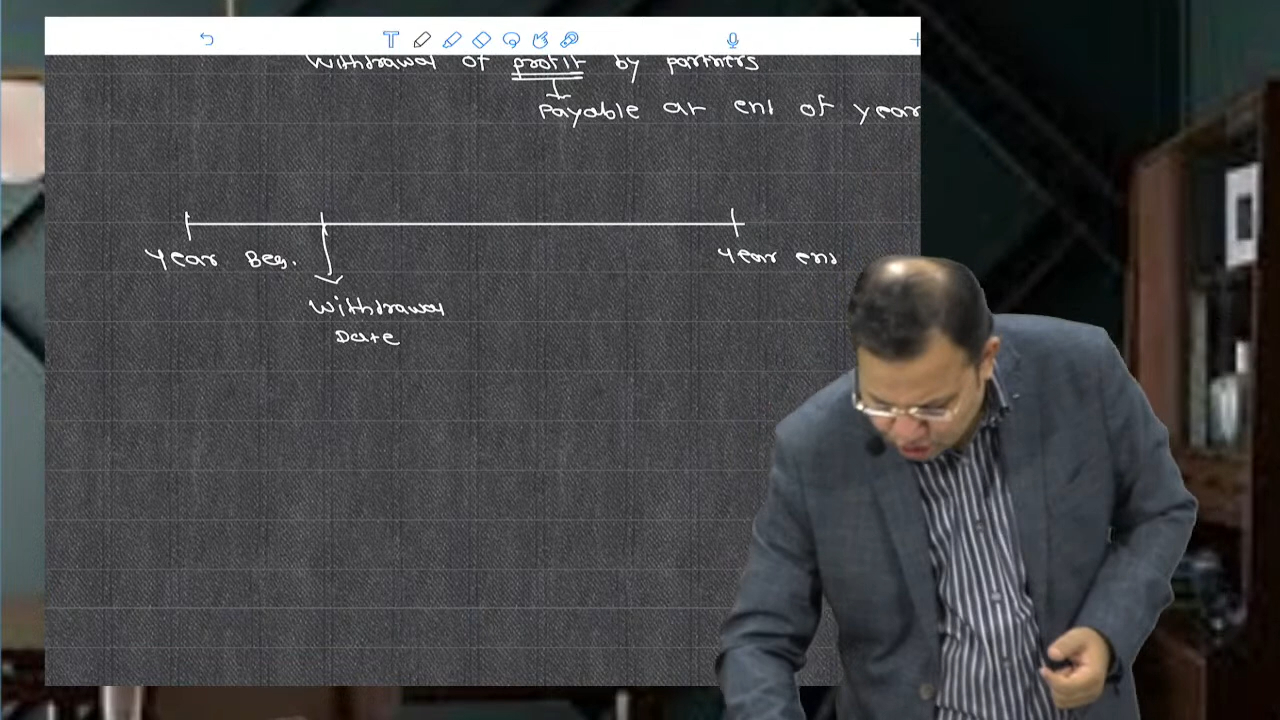 Withdrawal of profit by partners
Payable at end of year
Year Beg.
Year end
Withdrawal
Date